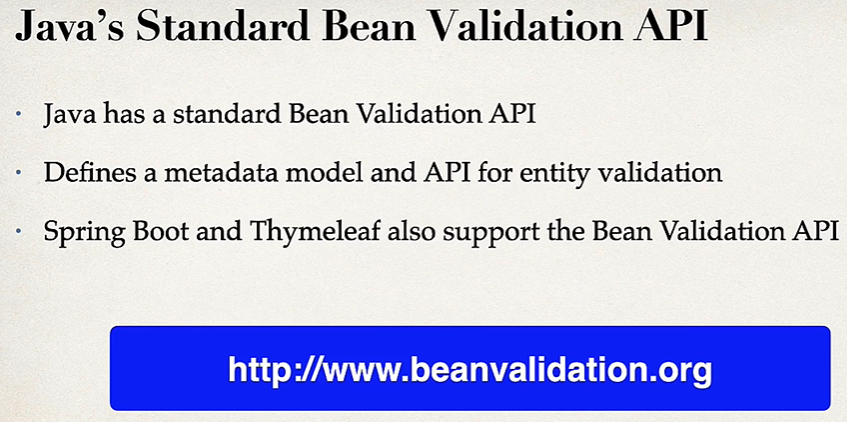 Java’s Standard Bean Validation API
• Java has a standard Bean Validation API
• Defines a metadata model and API for entity validation
• Spring Boot and Thymeleaf also support the Bean Validation API
http://www.beanvalidation.org